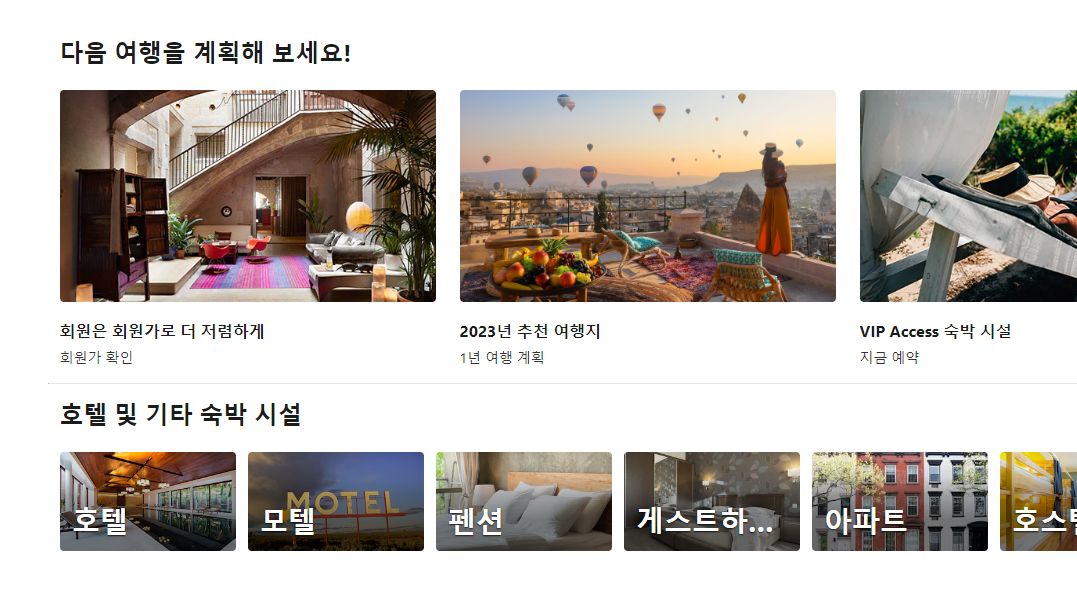 다음 여행을 계획해 보세요!
회원은 회원가로 더 저렴하게
회원가 확인
2023년 추천 여행지
1년 여행 계획
VIP Access 숙박 시설
지금 예약
호텔 및 기타 숙박 시설
호텔
MOTEL
모텔
펜션
게스트하...
아파트
호스